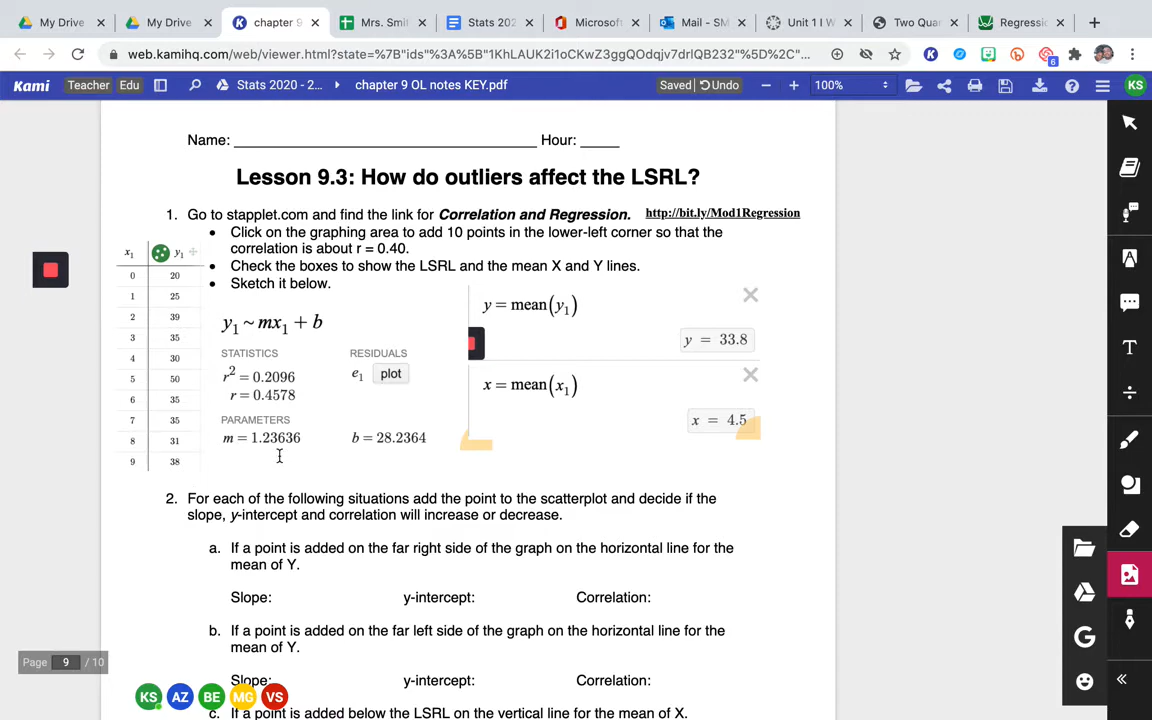 My Drive
My Drive
chapter 9
Mrs. Smi
Stats 202
Microsof
Mail - SM
Unit 1 I W
Two Quar
Regressi
web.kamihq.com/web/viewer.html?state=%7B"ids"%3A%5B"1KhLAUK2i1oCKwZ3ggQOdqjv7drlQB232"%5D%2C"...
6
Kami
Teacher
Edu
Stats 2020 - 2...
chapter 9 OL notes KEY.pdf
Saved
Undo
100%
KS
Name: ____________ Hour: _____
Lesson 9.3: How do outliers affect the LSRL?
1. Go to stapplet.com and find the link for Correlation and Regression. http://bit.ly/Mod1Regression
• Click on the graphing area to add 10 points in the lower-left corner so that the
correlation is about r = 0.40.
• Check the boxes to show the LSRL and the mean X and Y lines.
• Sketch it below.
x₁ y₁
0 20
1 25
2 39
3 35
4 30
5 50
6 35
7 35
8 31
9 38
y₁ ~ mx₁ + b
STATISTICS RESIDUALS
r² = 0.2096 e₁ plot
r = 0.4578
PARAMETERS
m = 1.23636 b = 28.2364
y = mean(y₁)
y = 33.8
x = mean(x₁)
x = 4.5
2. For each of the following situations add the point to the scatterplot and decide if the
slope, y-intercept and correlation will increase or decrease.
a. If a point is added on the far right side of the graph on the horizontal line for the
mean of Y.
Slope: y-intercept: Correlation:
b. If a point is added on the far left side of the graph on the horizontal line for the
mean of Y.
Slope: y-intercept: Correlation:
c. If a point is added below the LSRL on the vertical line for the mean of X.
Page 9 / 10
KS AZ BE MG VS